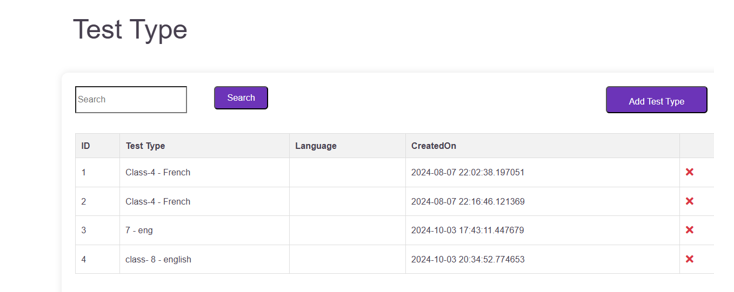 Test Type
Search Search Add Test Type
ID Test Type Language CreatedOn
1 Class-4 - French 2024-08-07 22:02:38.197051
2 Class-4 - French 2024-08-07 22:16:46.121369
3 7 - eng 2024-10-03 17:43:11.447679
4 class- 8 - english 2024-10-03 20:34:52.774653